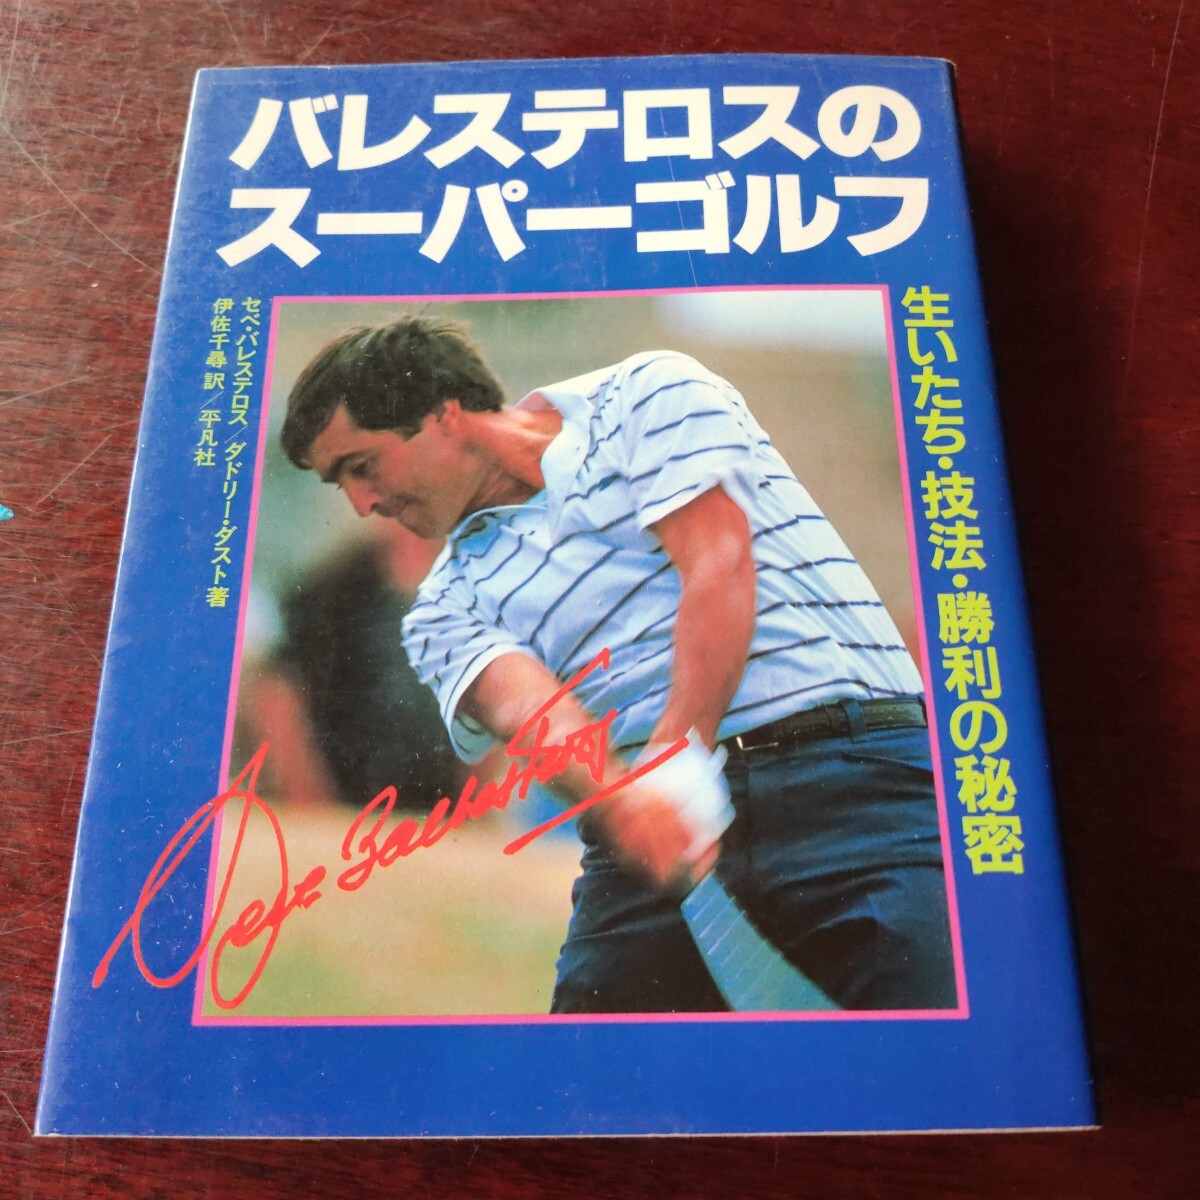 バレステロスの
スーパーゴルフ
生いたち・技法・勝利の秘密
セベ・バレステロス/ダドリー・ダスト著
伊佐千尋 訳/平凡社
Seve Ballesteros